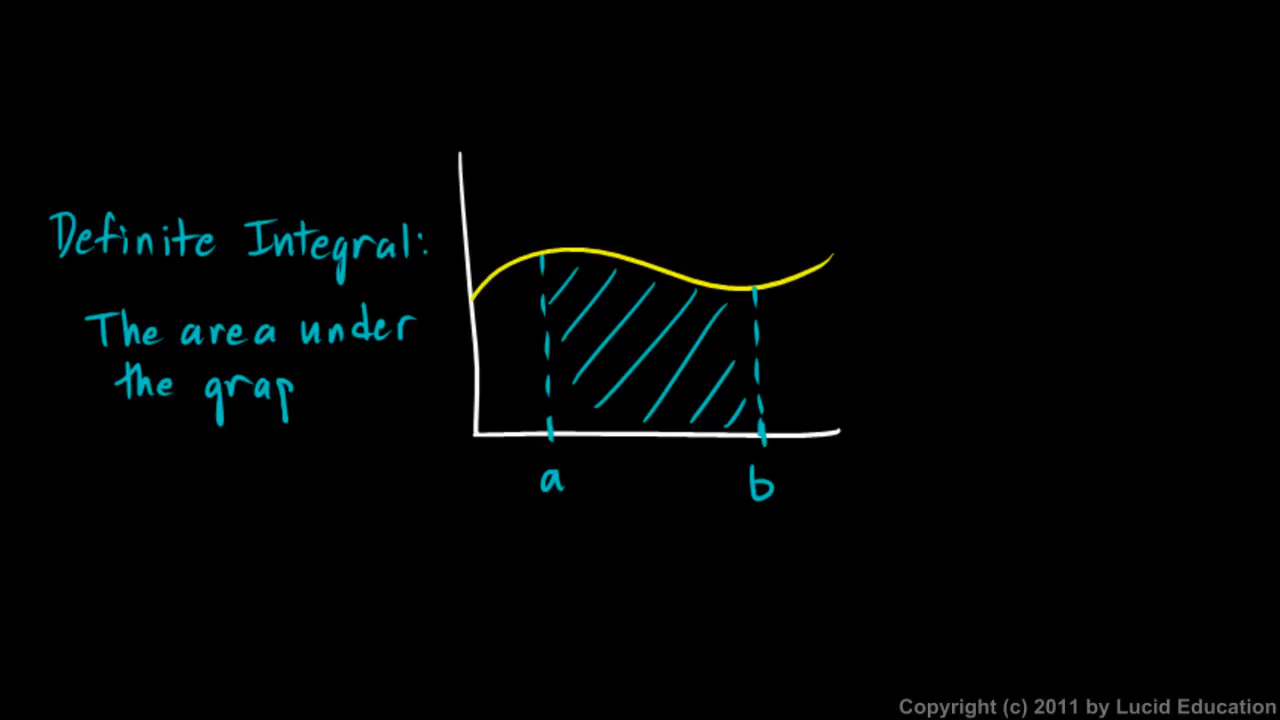 Definite Integral:
The area under
the grap
a
b
Copyright (c) 2011 by Lucid Education